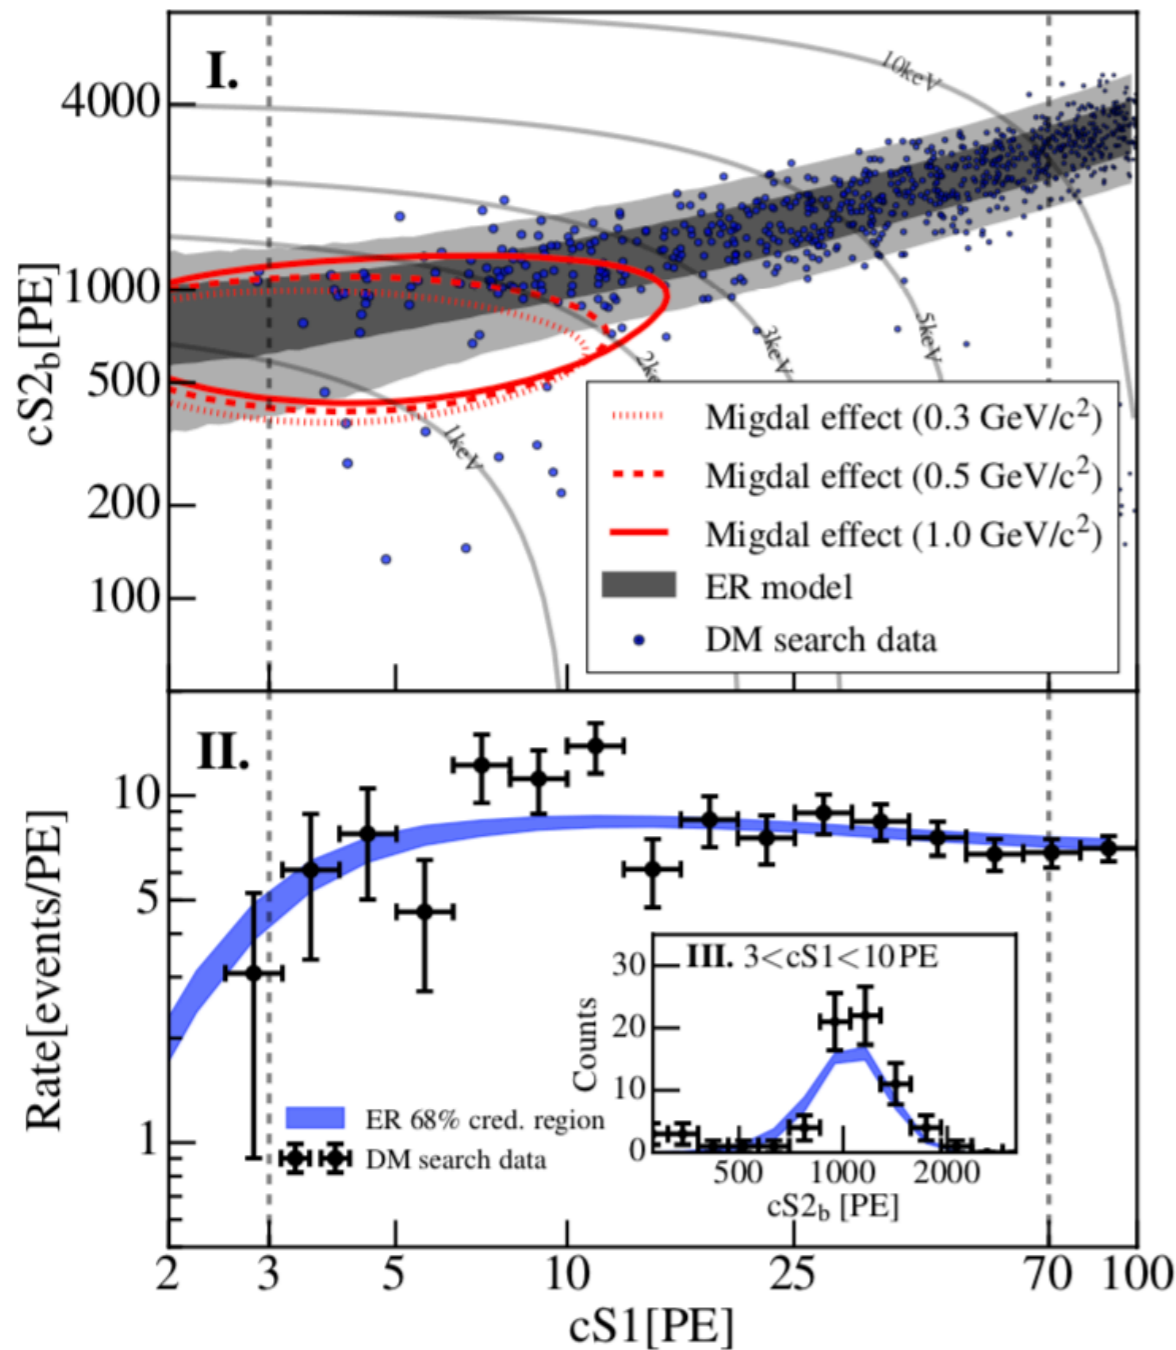 I.
4000
1000
500
200
100
cS2b[PE]
10keV
5keV
3keV
2ke
1keV
Migdal effect (0.3 GeV/c²)
Migdal effect (0.5 GeV/c²)
Migdal effect (1.0 GeV/c²)
ER model
DM search data
II.
10
5
1
Rate[events/PE]
ER 68% cred. region
DM search data
III. 3<cS1<10PE
30
20
10
0
Counts
500 1000 2000
cS2b [PE]
2 3 5 10 25 70 100
cS1[PE]